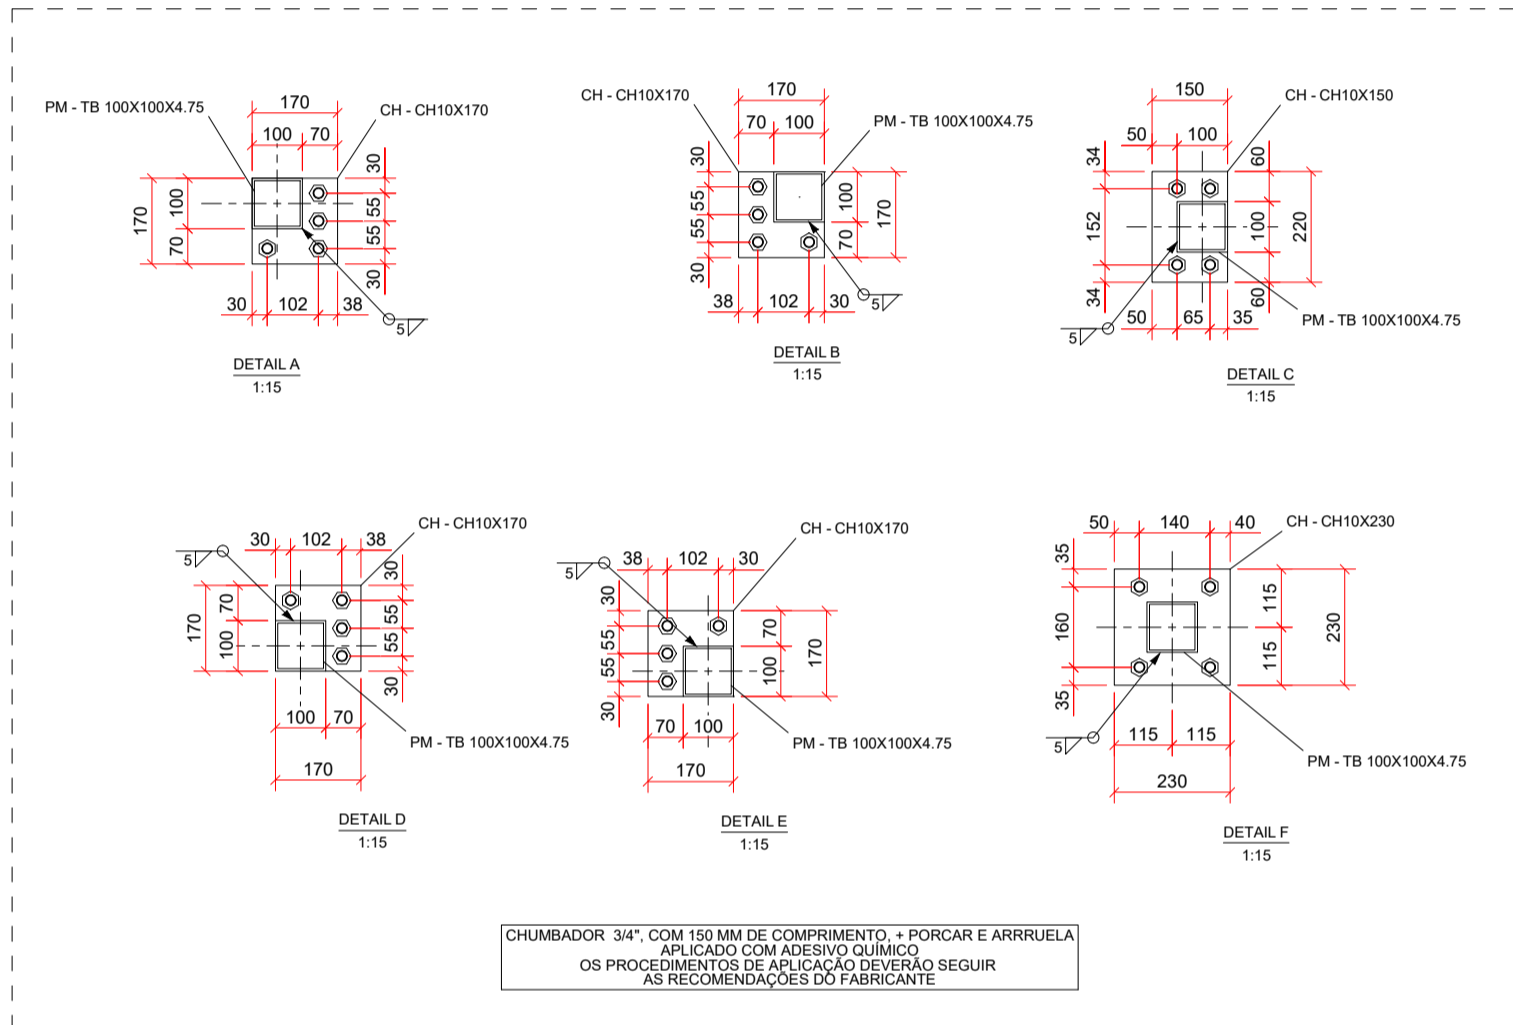 PM - TB 100X100X4.75
170
CH - CH10X170
100 70
30
170
100
70
55
55
30
30 102 38
5
DETAIL A
1:15
CH - CH10X170
170
PM - TB 100X100X4.75
70 100
30
55
55
30
100
70
170
38 102 30
5
DETAIL B
1:15
150
CH - CH10X150
50 100
34
152
34
60
100
60
220
50 65 35
5
PM - TB 100X100X4.75
DETAIL C
1:15
30 102 38
CH - CH10X170
5
170
70
100
30
55
55
30
100 70
PM - TB 100X100X4.75
170
DETAIL D
1:15
38 102 30
CH - CH10X170
5
30
55
55
30
70
100
170
70 100
PM - TB 100X100X4.75
170
DETAIL E
1:15
50 140 40
CH - CH10X230
35
160
35
115
115
230
5
115 115
PM - TB 100X100X4.75
230
DETAIL F
1:15
CHUMBADOR 3/4", COM 150 MM DE COMPRIMENTO, + PORCAR E ARRRUELA
APLICADO COM ADESIVO QUÍMICO
OS PROCEDIMENTOS DE APLICAÇÃO DEVERÃO SEGUIR
AS RECOMENDAÇÕES DO FABRICANTE